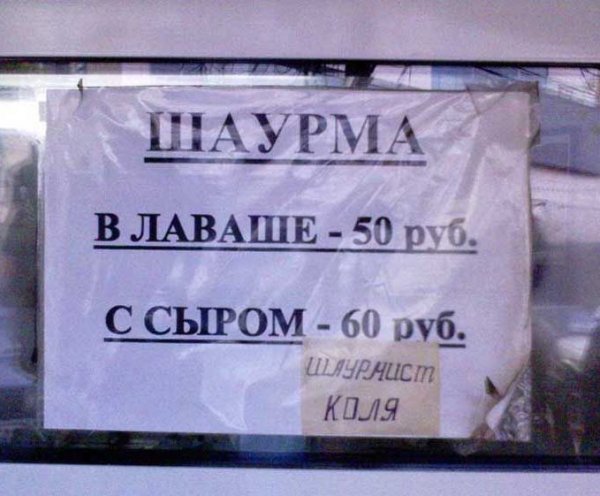 ШАУРМА
В ЛАВАШЕ - 50 руб.
С СЫРОМ - 60 руб.
ШАУРМИСТ
КОЛЯ